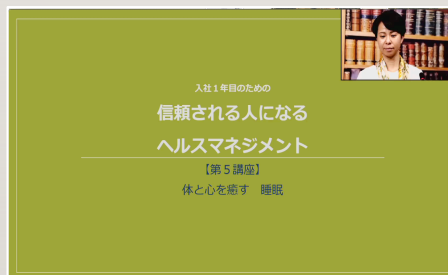 入社１年目のための
信頼される人になる
ヘルスマネジメント
【第５講座】
体と心を癒す　睡眠